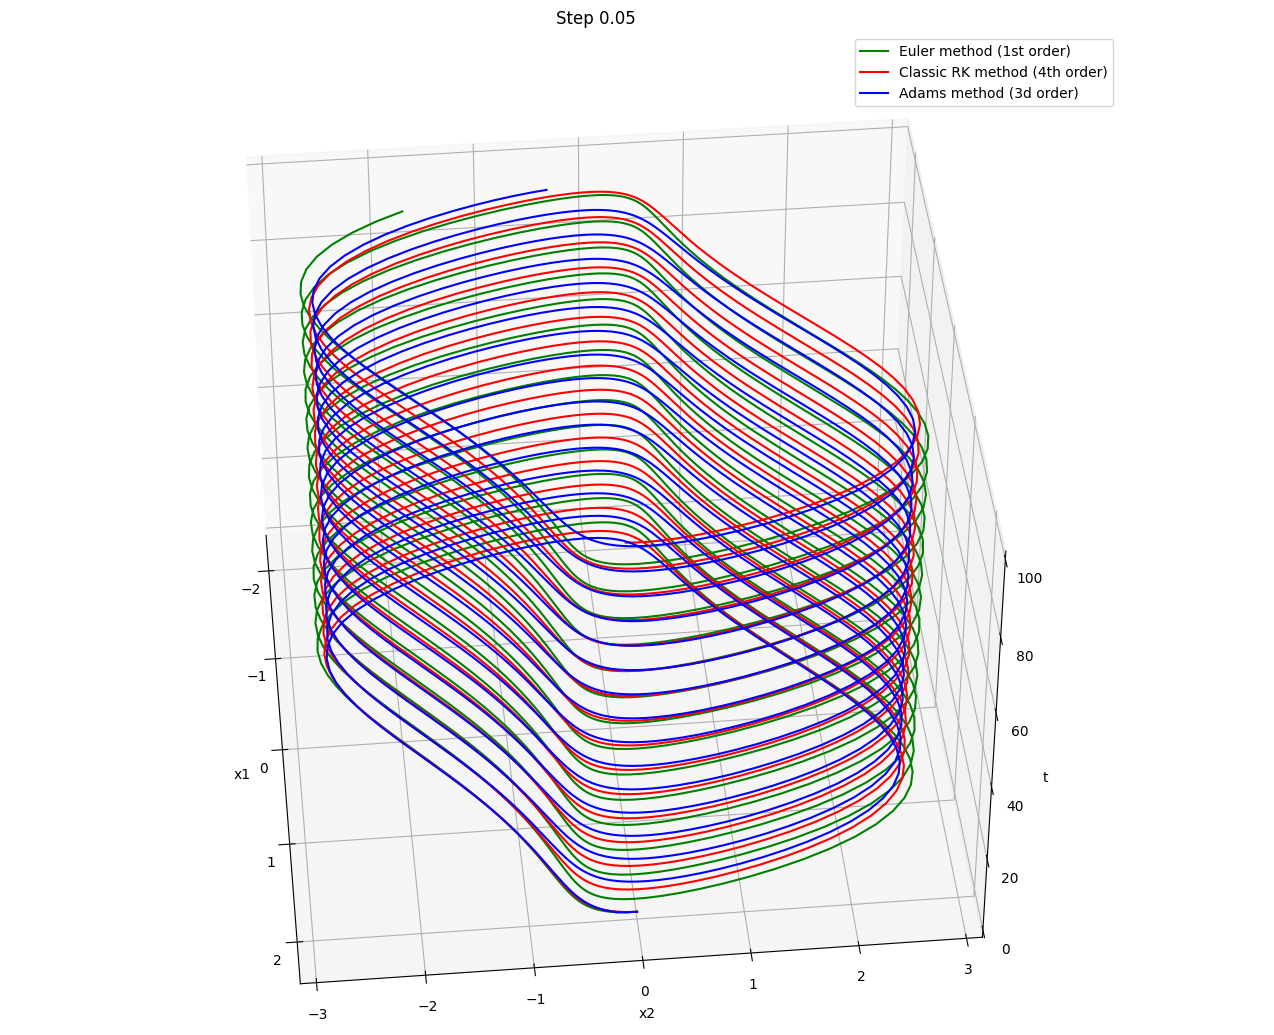 Step 0.05
Euler method (1st order)
Classic RK method (4th order)
Adams method (3d order)
−2
−1
0
1
2
x1
−3
−2
−1
0
1
2
3
x2
0
20
40
60
80
100
t